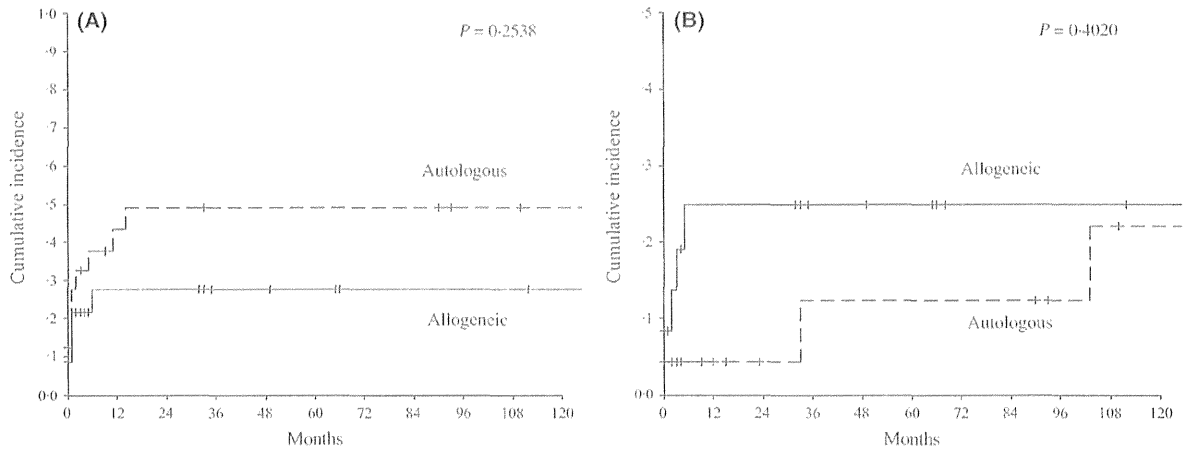 (A)
P = 0·2538
Cumulative incidence
1·0
·9
·8
·7
·6
·5
·4
·3
·2
·1
0·0
Autologous
Allogeneic
0 12 24 36 48 60 72 84 96 108 120
Months
(B)
P = 0·4020
Cumulative incidence
·5
·4
·3
·2
·1
0·0
Allogeneic
Autologous
0 12 24 36 48 60 72 84 96 108 120
Months